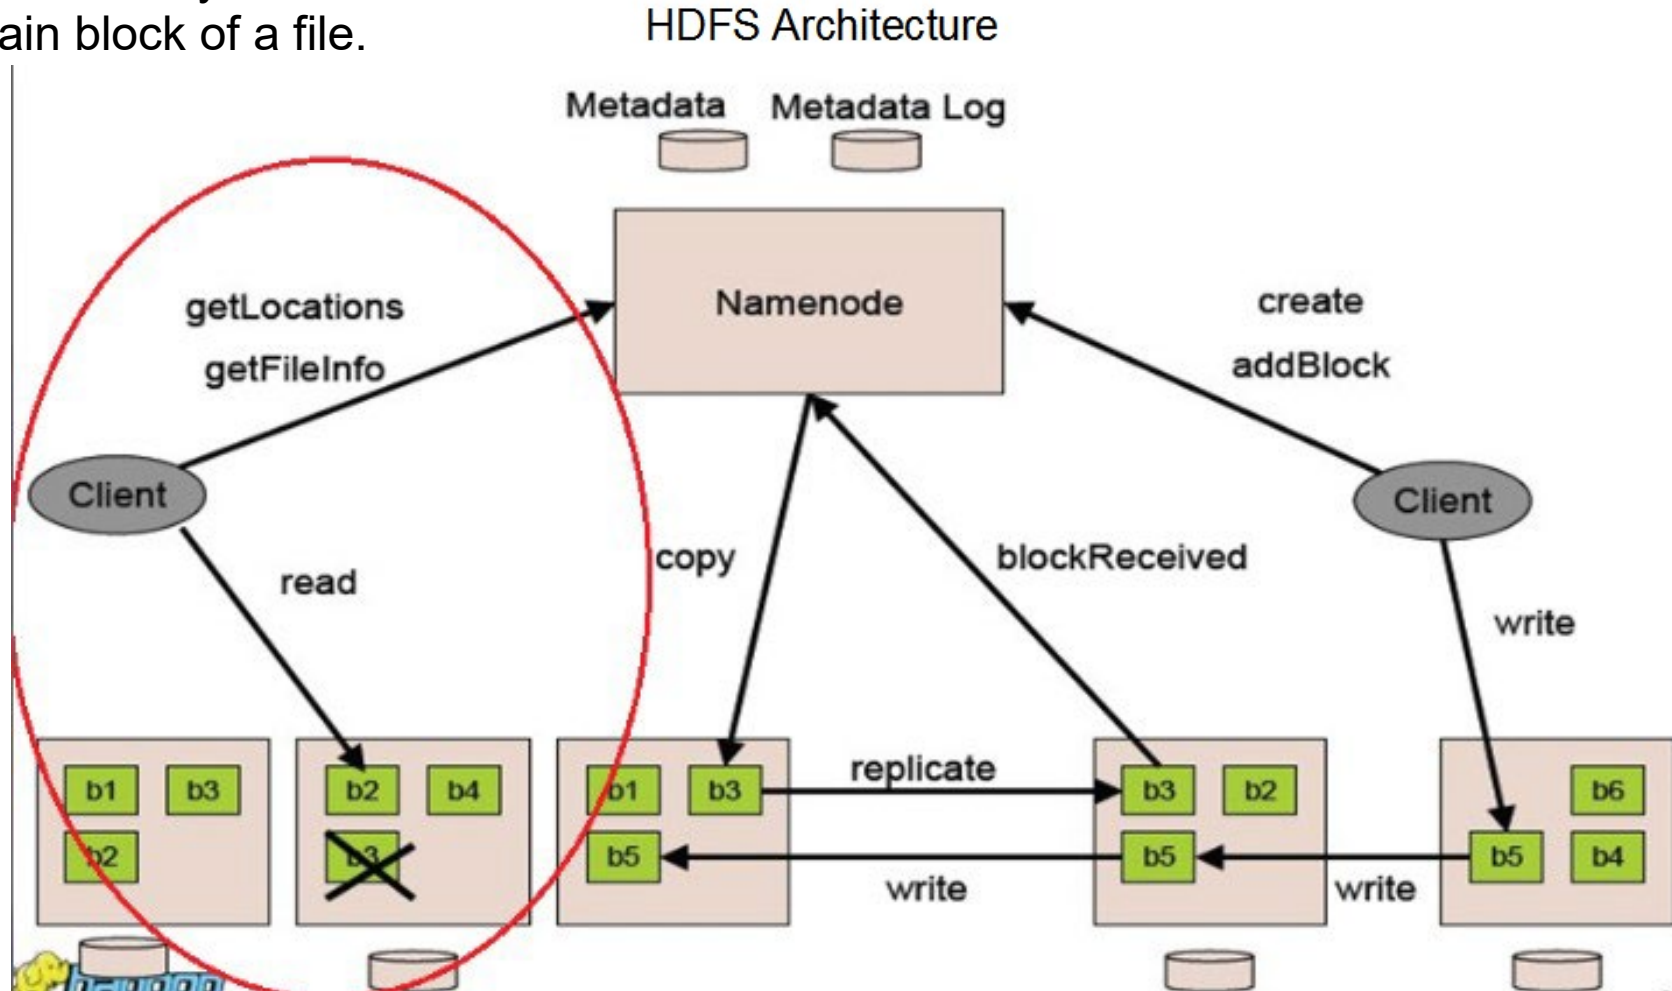 ain block of a file.
HDFS Architecture
Metadata
Metadata Log
Namenode
getLocations
getFileInfo
create
addBlock
Client
Client
read
copy
blockReceived
write
b1
b3
b2
b2
b4
b3
b1
b3
b5
replicate
write
b3
b2
b5
write
b6
b5
b4